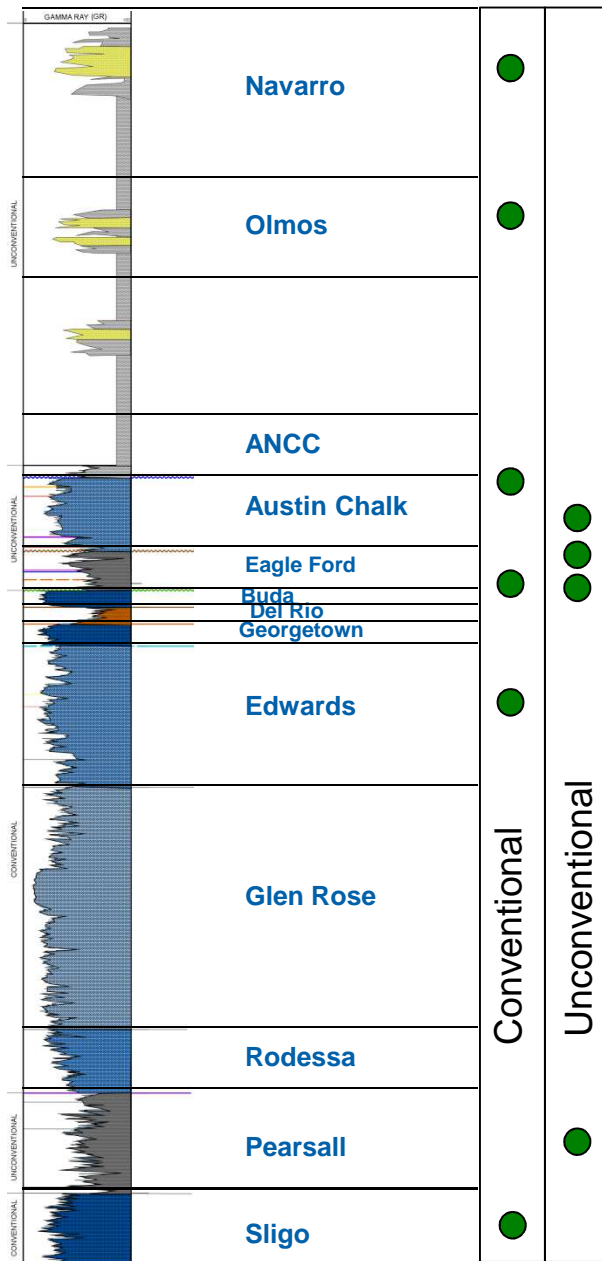 GAMMA RAY (GR)
Navarro
UNCONVENTIONAL
Olmos
ANCC
Austin Chalk
UNCONVENTIONAL
Eagle Ford
Buda
Del Rio
Georgetown
Edwards
CONVENTIONAL
Glen Rose
Conventional
Unconventional
Rodessa
UNCONVENTIONAL
Pearsall
CONVENTIONAL
Sligo